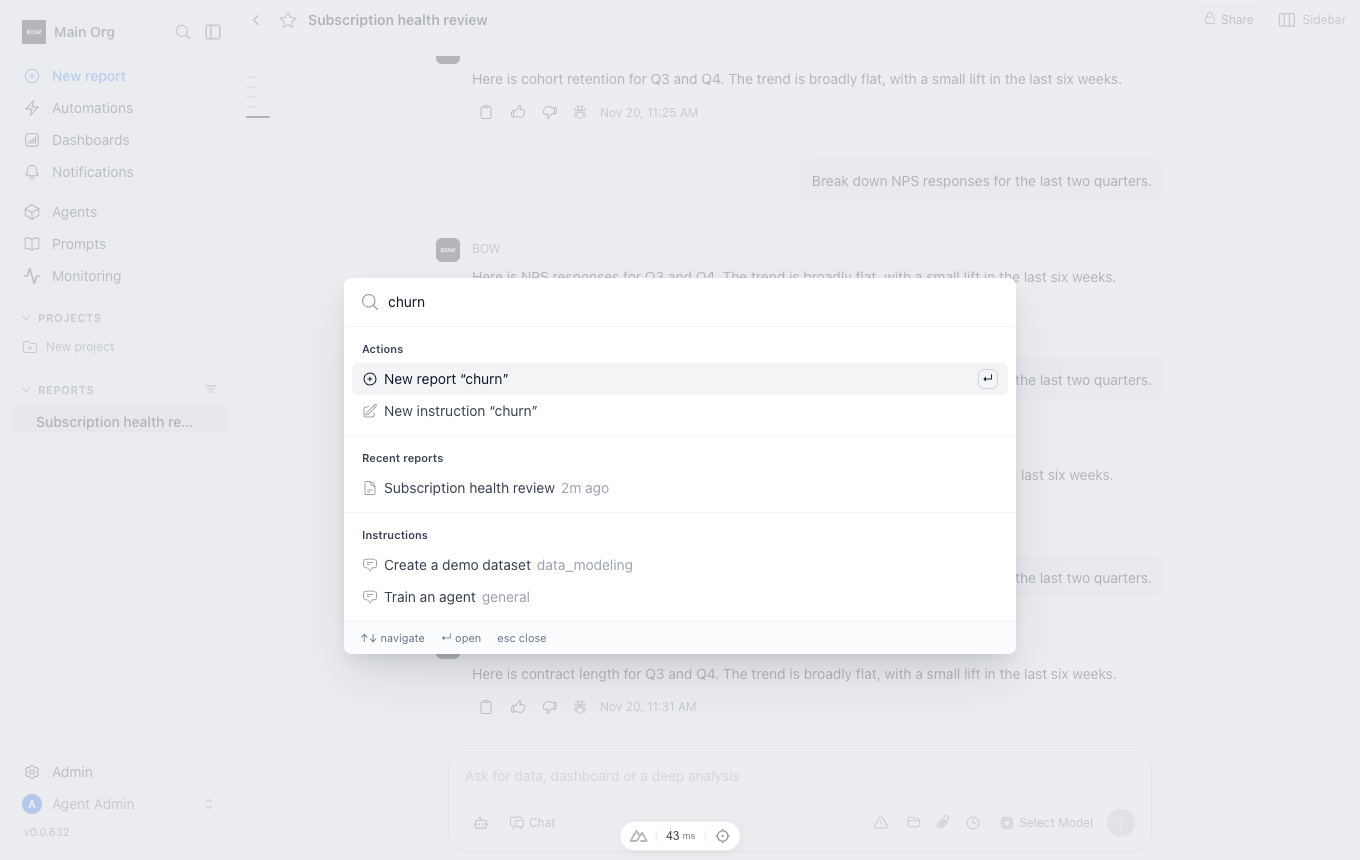 BOW
Main Org
New report
Automations
Dashboards
Notifications
Agents
Prompts
Monitoring
PROJECTS
New project
REPORTS
Subscription health re...
Admin
A
Agent Admin
v0.0.632
Subscription health review
Share
Sidebar
Here is cohort retention for Q3 and Q4. The trend is broadly flat, with a small lift in the last six weeks.
Nov 20, 11:25 AM
Break down NPS responses for the last two quarters.
BOW
BOW
Here is NPS responses for Q3 and Q4. The trend is broadly flat, with a small lift in the last six weeks.
churn
Actions
New report “churn”
New instruction “churn”
the last two quarters.
Recent reports
Subscription health review 2m ago
last six weeks.
Instructions
Create a demo dataset data_modeling
Train an agent general
the last two quarters.
navigate
open
esc close
Here is contract length for Q3 and Q4. The trend is broadly flat, with a small lift in the last six weeks.
Nov 20, 11:31 AM
Ask for data, dashboard or a deep analysis
Chat
Select Model
43 ms